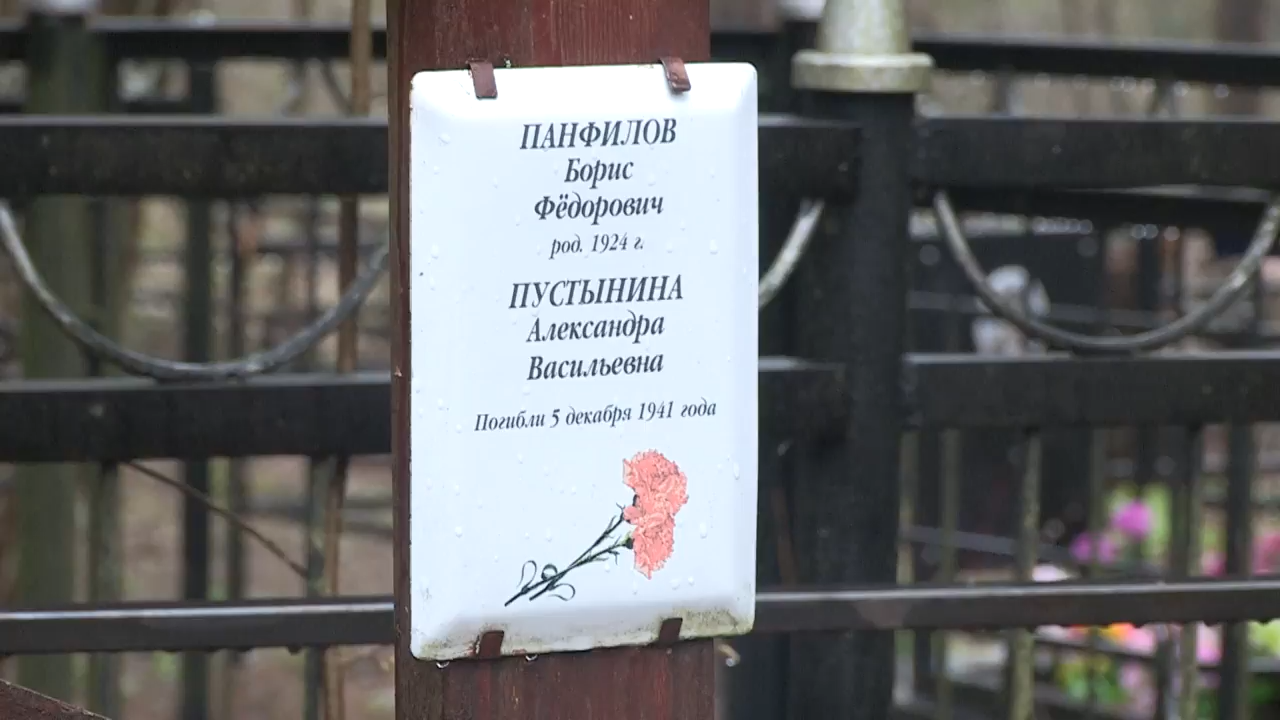 ПАНФИЛОВ
Борис
Фёдорович
род. 1924 г.
ПУСТЫНИНА
Александра
Васильевна
Погибли 5 декабря 1941 года